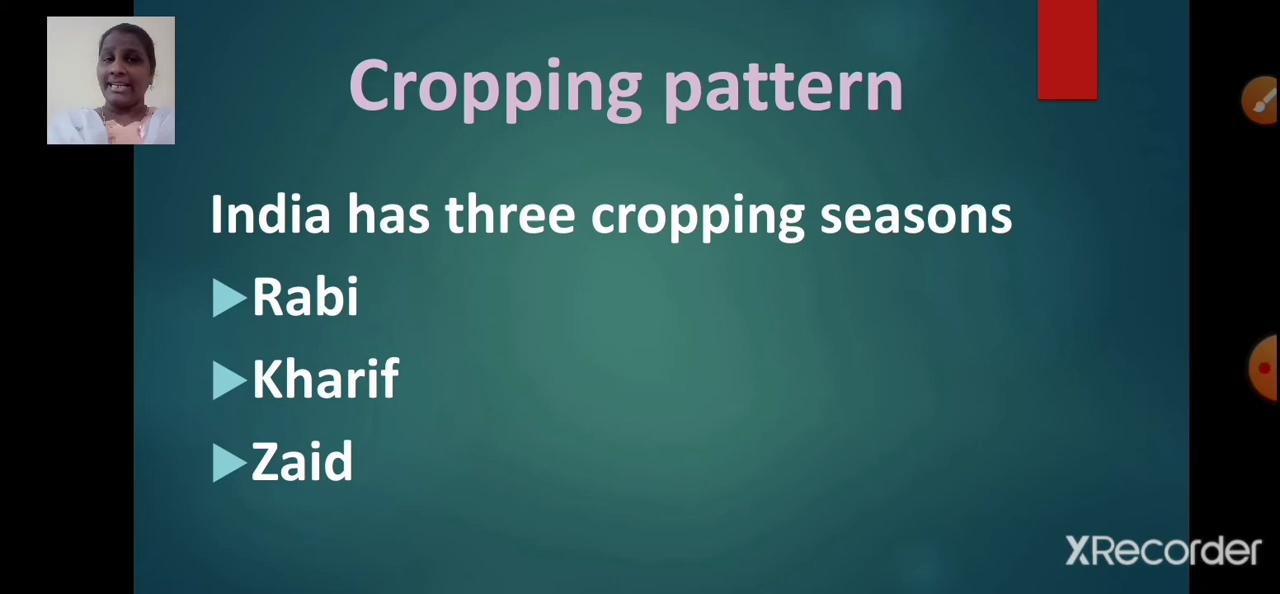 Cropping pattern
India has three cropping seasons
Rabi
Kharif
Zaid
XRecorder